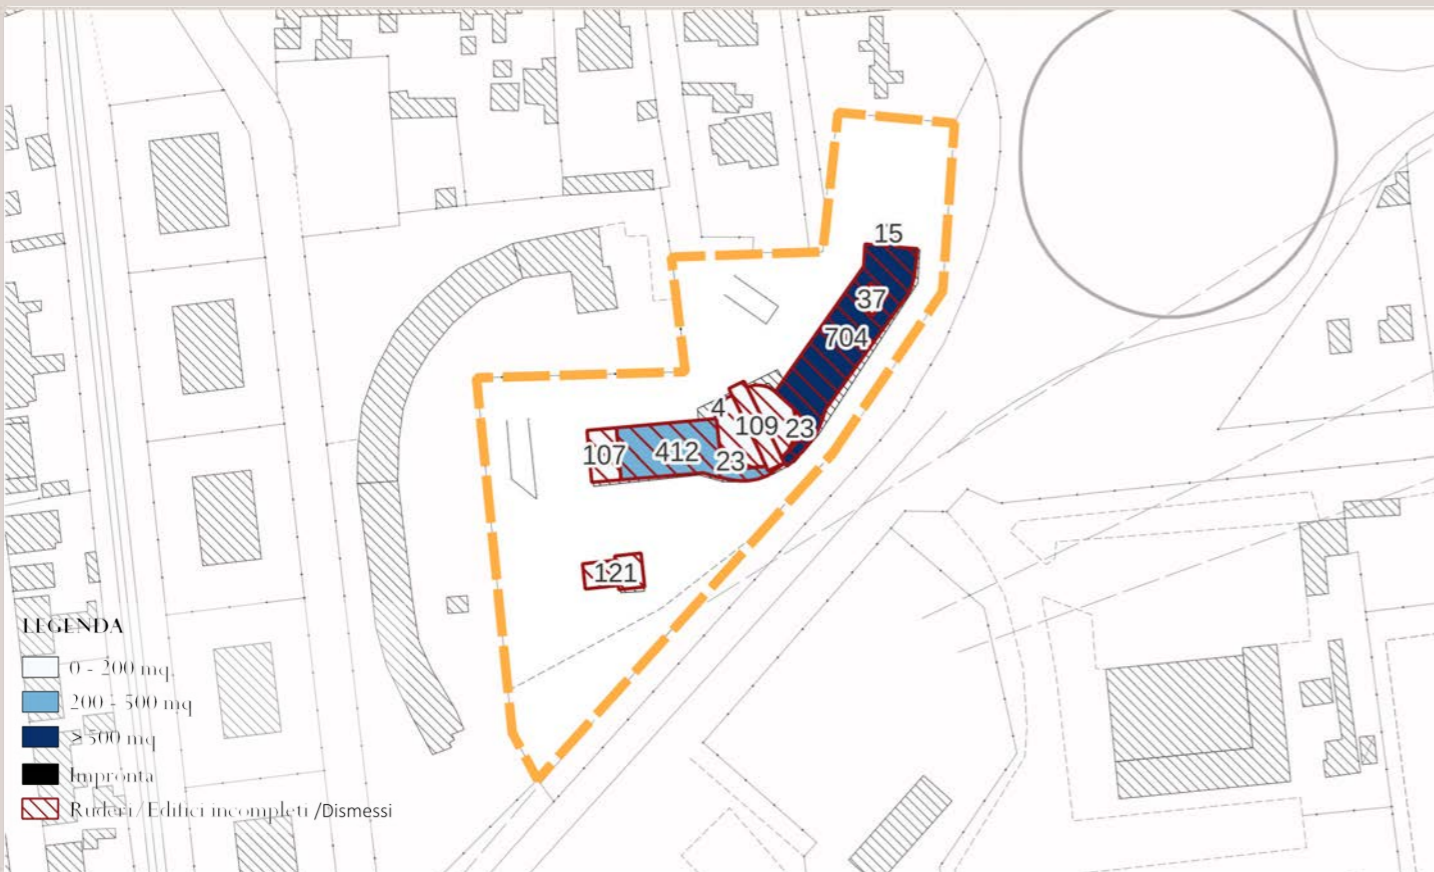 15
37
704
4
109
23
107
412
23
121
LEGENDA
0 - 200 mq
200 - 500 mq
>500 mq
Impronta
Ruderi / Edifici incompleti /Dismessi